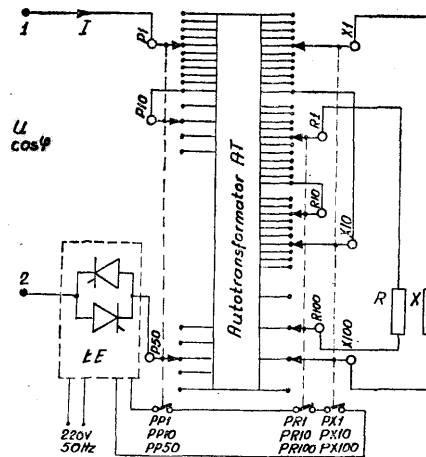 1
I
P1
X1
P10
U
cosφ
Autotransformator AT
R1
R10
X10
2
ŁE
P50
R100
X100
R
X
220V
50Hz
PP1
PP10
PP50
PR1
PR10
PR100
PX1
PX10
PX100